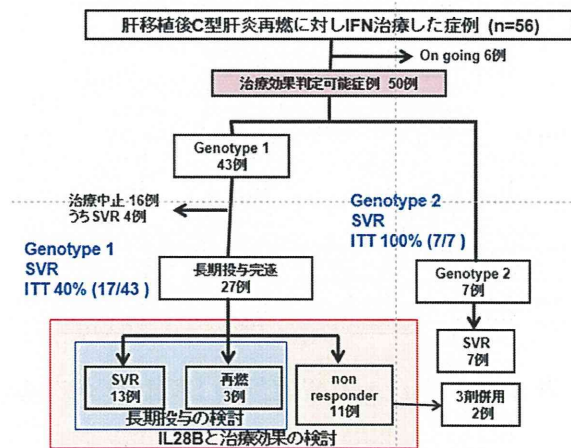 肝移植後C型肝炎再燃に対しIFN治療した症例 (n=56)
On going 6例
治療効果判定可能症例 50例
Genotype 1
43例
治療中止 16例
うち SVR 4例
Genotype 2
SVR
ITT 100% (7/7 )
Genotype 1
SVR
ITT 40% (17/43 )
長期投与完遂
27例
Genotype 2
7例
SVR
7例
SVR
13例
再燃
3例
non
responder
11例
3剤併用
2例
長期投与の検討
IL28Bと治療効果の検討